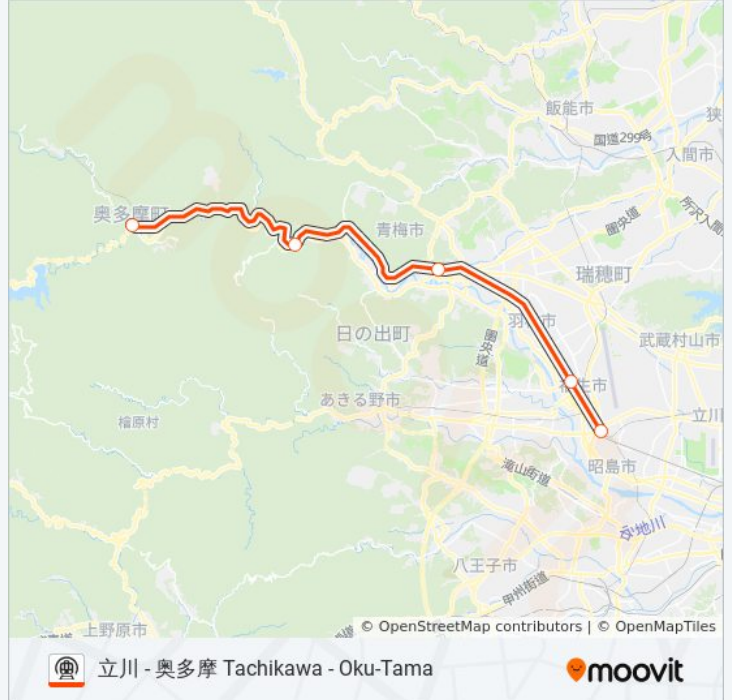 飯能市
狭
国道299号
入間市
奥多摩町
圏央道
所沢入間
青梅市
瑞穂町
羽村市
日の出町
圏央道
武蔵村山市
福生市
あきる野市
檜原村
立川
滝山街道
昭島市
八王子市
甲州街道
上野原市
© OpenStreetMap contributors | © OpenMapTiles
立川 - 奥多摩 Tachikawa - Oku-Tama
moovit